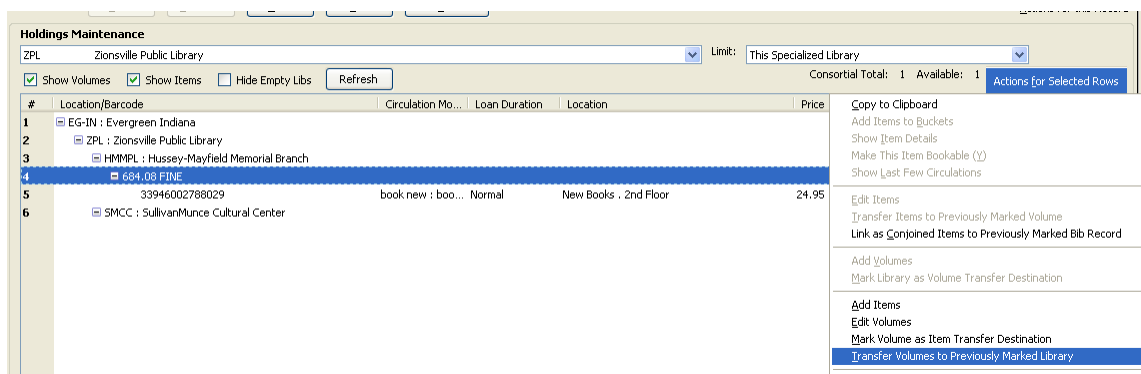 Actions for this Record
Holdings Maintenance
ZPL Zionsville Public Library Limit: This Specialized Library
Show Volumes Show Items Hide Empty Libs Refresh Consortial Total: 1 Available: 1 Actions for Selected Rows
# Location/Barcode Circulation Mo... Loan Duration Location Price
1 EG-IN : Evergreen Indiana
2 ZPL : Zionsville Public Library
3 HMMPL : Hussey-Mayfield Memorial Branch
4 684.08 FINE
5 33946002788029 book new : boo... Normal New Books . 2nd Floor 24.95
6 SMCC : SullivanMunce Cultural Center
Copy to Clipboard
Add Items to Buckets
Show Item Details
Make This Item Bookable (Y)
Show Last Few Circulations
Edit Items
Transfer Items to Previously Marked Volume
Link as Conjoined Items to Previously Marked Bib Record
Add Volumes
Mark Library as Volume Transfer Destination
Add Items
Edit Volumes
Mark Volume as Item Transfer Destination
Transfer Volumes to Previously Marked Library